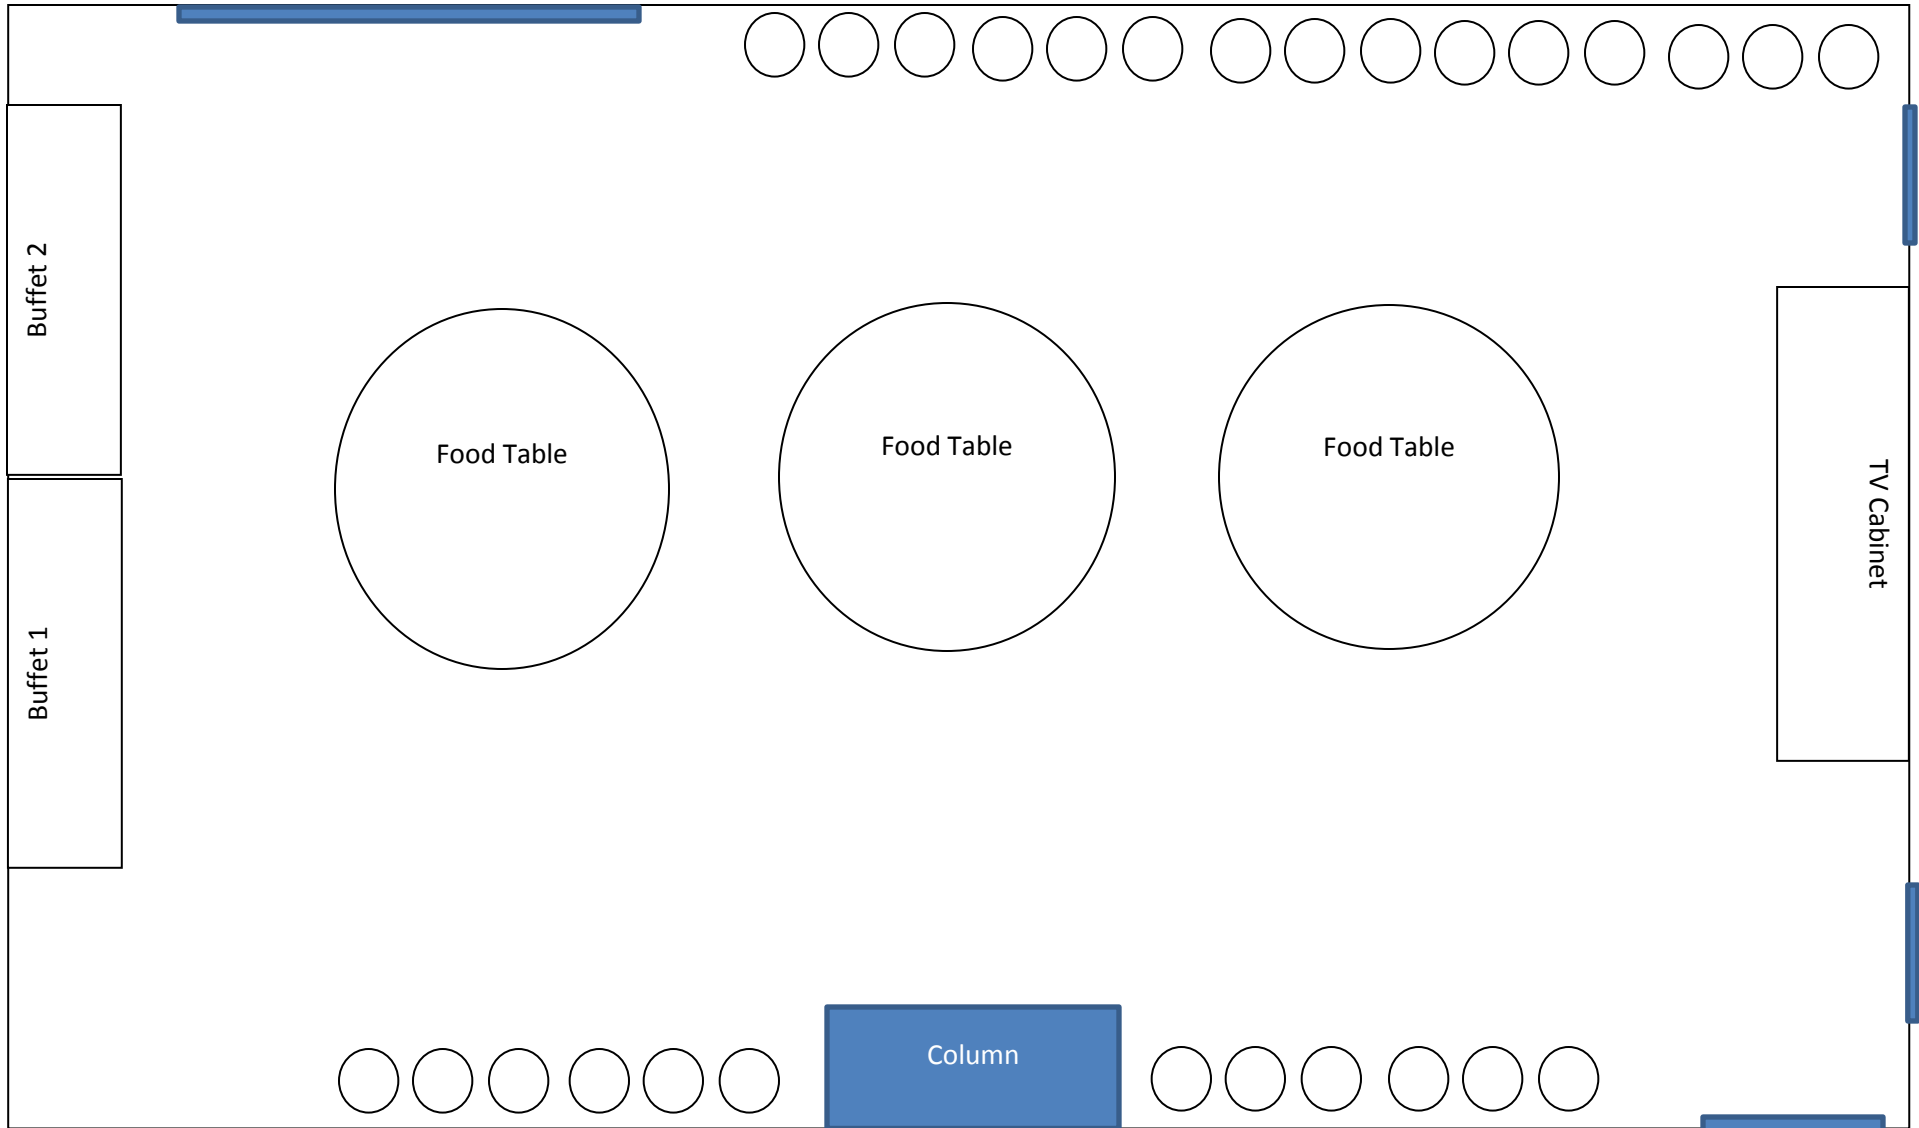 Buffet 2
Food Table
Food Table
Food Table
TV Cabinet
Buffet 1
Column